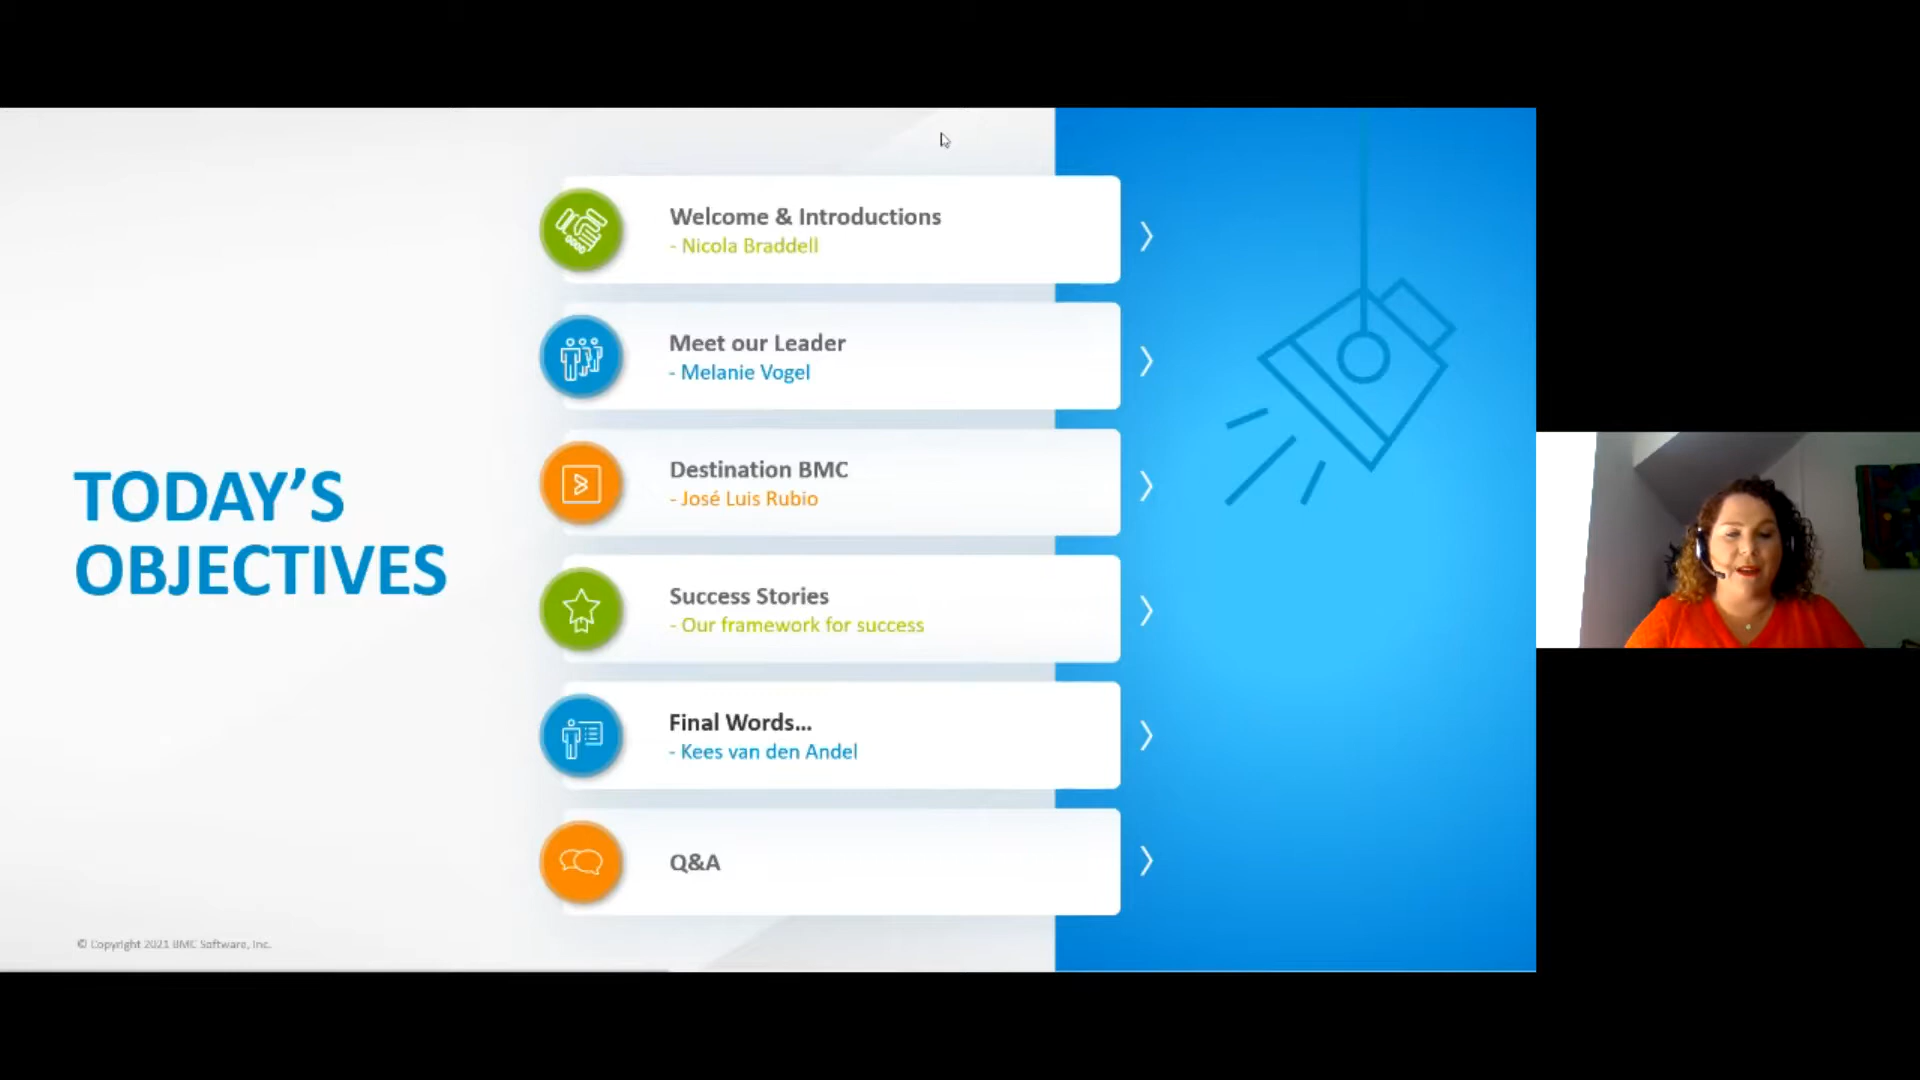 TODAY'S
OBJECTIVES
Welcome & Introductions
- Nicola Braddell
Meet our Leader
- Melanie Vogel
Destination BMC
- José Luis Rubio
Success Stories
- Our framework for success
Final Words...
- Kees van den Andel
Q&A
© Copyright 2021 BMC Software, Inc.